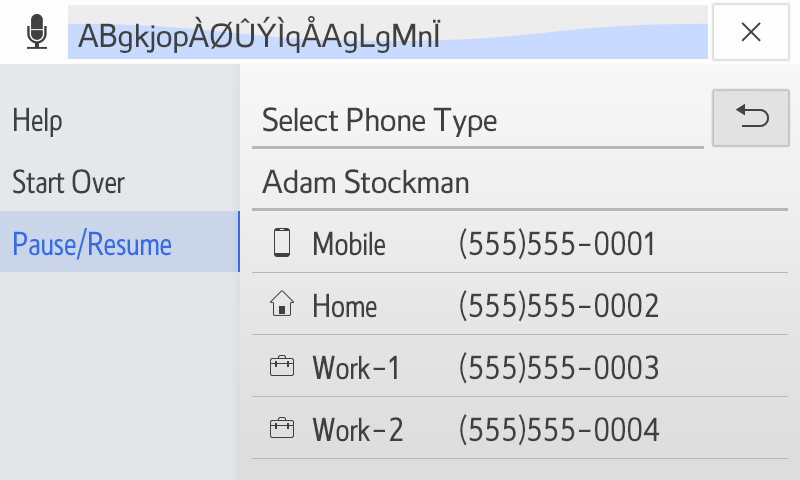 ABgkjopÀØÛÝÌqÅAgLgMnÏ
Help
Start Over
Pause/Resume
Select Phone Type
Adam Stockman
Mobile (555)555-0001
Home (555)555-0002
Work-1 (555)555-0003
Work-2 (555)555-0004